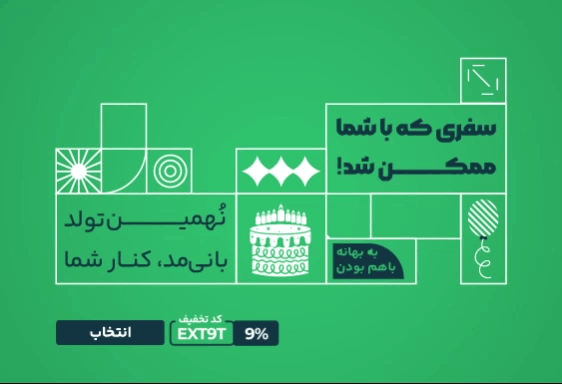 سفری که با شما
ممکن شد!
نُهمین تولد
بانی‌مد، کنار شما
به بهانه
باهم بودن
کد تخفیف
9%
EXT9T
انتخاب